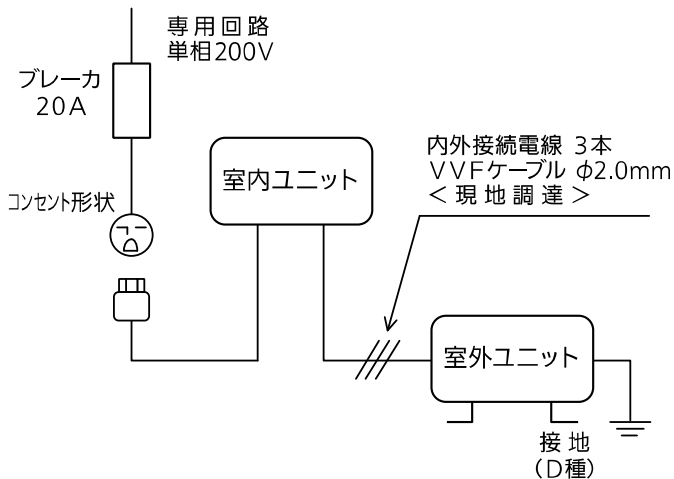 専用回路
単相200V
ブレーカ
20A
コンセント形状
室内ユニット
内外接続電線 3本
VVFケーブル φ2.0mm
＜現地調達＞
室外ユニット
接地
（D種）